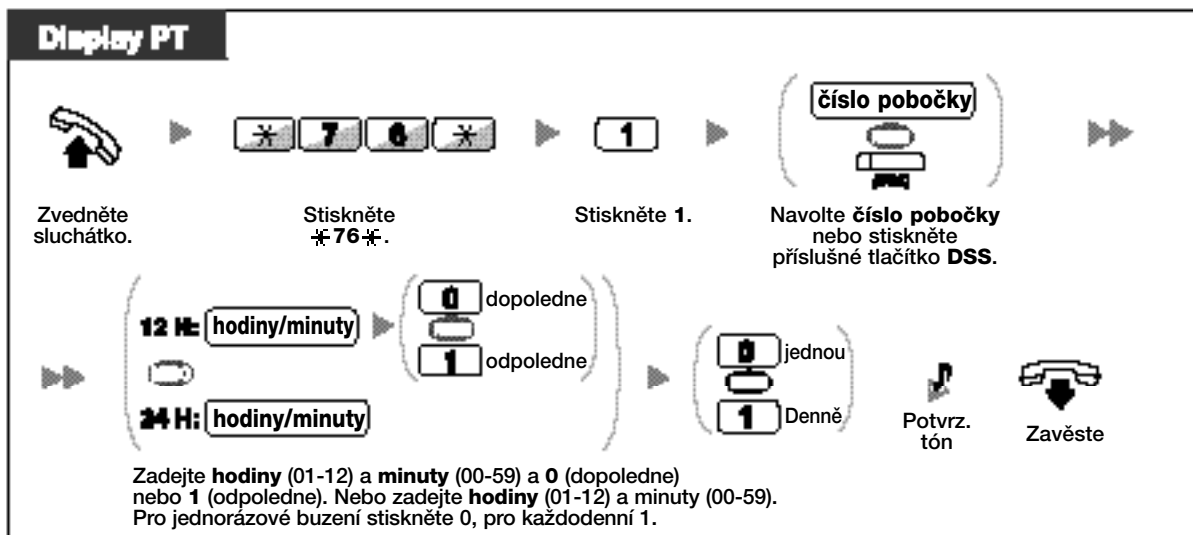 Display PT
číslo pobočky
* 7 6 *
1
Zvedněte
sluchátko.
Stiskněte
*76*.
Stiskněte 1.
Navolte číslo pobočky
nebo stiskněte
příslušné tlačítko DSS.
0 dopoledne
12 H: hodiny/minuty
1 odpoledne
24 H: hodiny/minuty
0 jednou
1 Denně
Potvrz.
tón
Zavěste
Zadejte hodiny (01-12) a minuty (00-59) a 0 (dopoledne)
nebo 1 (odpoledne). Nebo zadejte hodiny (01-12) a minuty (00-59).
Pro jednorázové buzení stiskněte 0, pro každodenní 1.